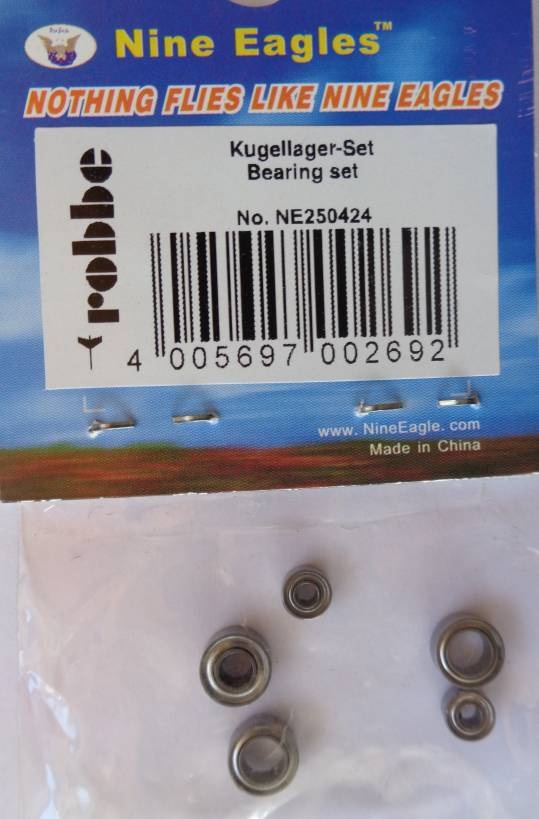 Nine Eagles™
NOTHING FLIES LIKE NINE EAGLES
robbe
Kugellager-Set
Bearing set
No. NE250424
4 005697 002692
www.NineEagle.com
Made in China